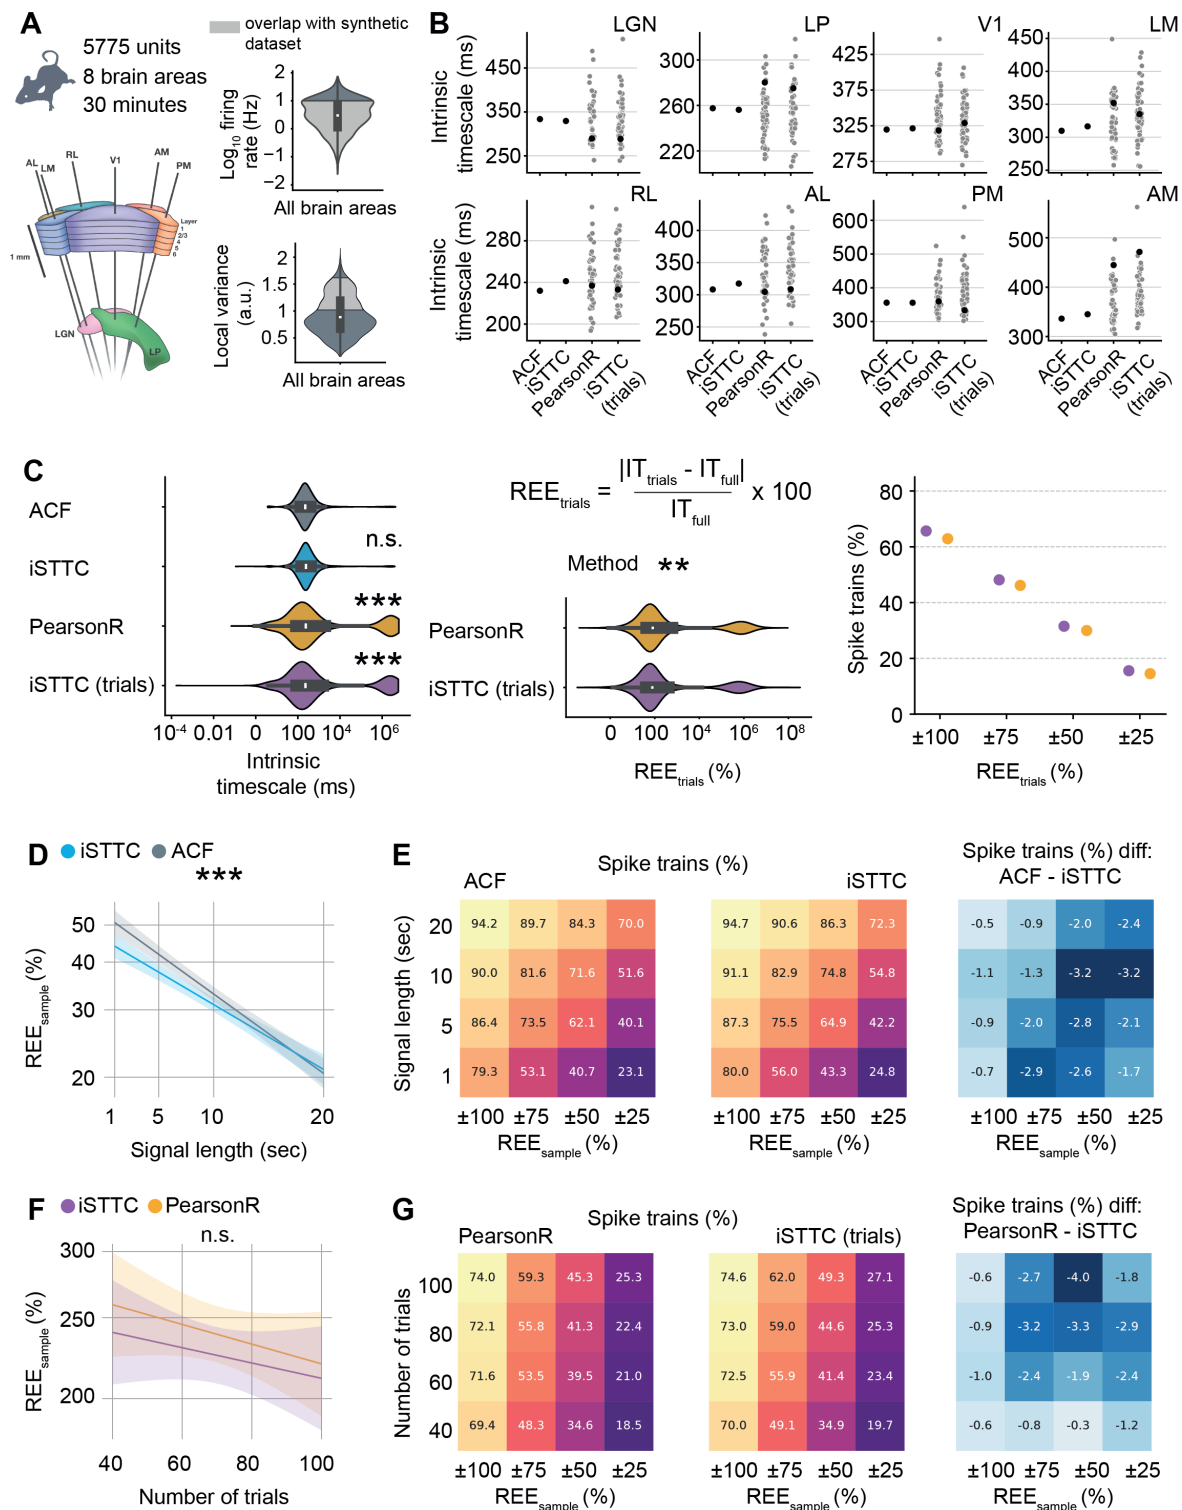 A
5775 units
8 brain areas
30 minutes
overlap with synthetic
dataset
Log10 firing
rate (Hz)
2
1
0
−1
−2
All brain areas
AL
LM
RL
V1
AM
PM
Layer
1
2/3
4
5
6
1 mm
LGN
LP
Local variance
(a.u.)
2
1.5
1
0.5
All brain areas
B
LGN
LP
V1
LM
Intrinsic
timescale (ms)
450
350
250
300
260
220
425
375
325
275
450
400
350
300
250
RL
AL
PM
AM
Intrinsic
timescale (ms)
280
240
200
400
350
300
250
600
500
400
300
500
400
300
ACF
iSTTC
PearsonR
iSTTC
(trials)
ACF
iSTTC
PearsonR
iSTTC
(trials)
ACF
iSTTC
PearsonR
iSTTC
(trials)
ACF
iSTTC
PearsonR
iSTTC
(trials)
C
ACF
iSTTC
PearsonR
iSTTC (trials)
n.s.
***
***
10-4 0.01 0 100 104 106
Intrinsic
timescale (ms)
REEtrials = |ITtrials - ITfull| / ITfull x 100
Method **
PearsonR
iSTTC (trials)
0 100 104 106 108
REEtrials (%)
Spike trains (%)
80
60
40
20
0
±100 ±75 ±50 ±25
REEtrials (%)
D
iSTTC ACF
***
REEsample (%)
50
40
30
20
1 5 10 20
Signal length (sec)
E
Spike trains (%)
ACF
iSTTC
Spike trains (%) diff:
ACF - iSTTC
Signal length (sec)
20
10
5
1
94.2 89.7 84.3 70.0
90.0 81.6 71.6 51.6
86.4 73.5 62.1 40.1
79.3 53.1 40.7 23.1
±100 ±75 ±50 ±25
REEsample (%)
94.7 90.6 86.3 72.3
91.1 82.9 74.8 54.8
87.3 75.5 64.9 42.2
80.0 56.0 43.3 24.8
±100 ±75 ±50 ±25
REEsample (%)
-0.5 -0.9 -2.0 -2.4
-1.1 -1.3 -3.2 -3.2
-0.9 -2.0 -2.8 -2.1
-0.7 -2.9 -2.6 -1.7
±100 ±75 ±50 ±25
REEsample (%)
F
iSTTC PearsonR
n.s.
REEsample (%)
300
250
200
40 60 80 100
Number of trials
G
Spike trains (%)
PearsonR
iSTTC (trials)
Spike trains (%) diff:
PearsonR - iSTTC
Number of trials
100
80
60
40
74.0 59.3 45.3 25.3
72.1 55.8 41.3 22.4
71.6 53.5 39.5 21.0
69.4 48.3 34.6 18.5
±100 ±75 ±50 ±25
REEsample (%)
74.6 62.0 49.3 27.1
73.0 59.0 44.6 25.3
72.5 55.9 41.4 23.4
70.0 49.1 34.9 19.7
±100 ±75 ±50 ±25
REEsample (%)
-0.6 -2.7 -4.0 -1.8
-0.9 -3.2 -3.3 -2.9
-1.0 -2.4 -1.9 -2.4
-0.6 -0.8 -0.3 -1.2
±100 ±75 ±50 ±25
REEsample (%)